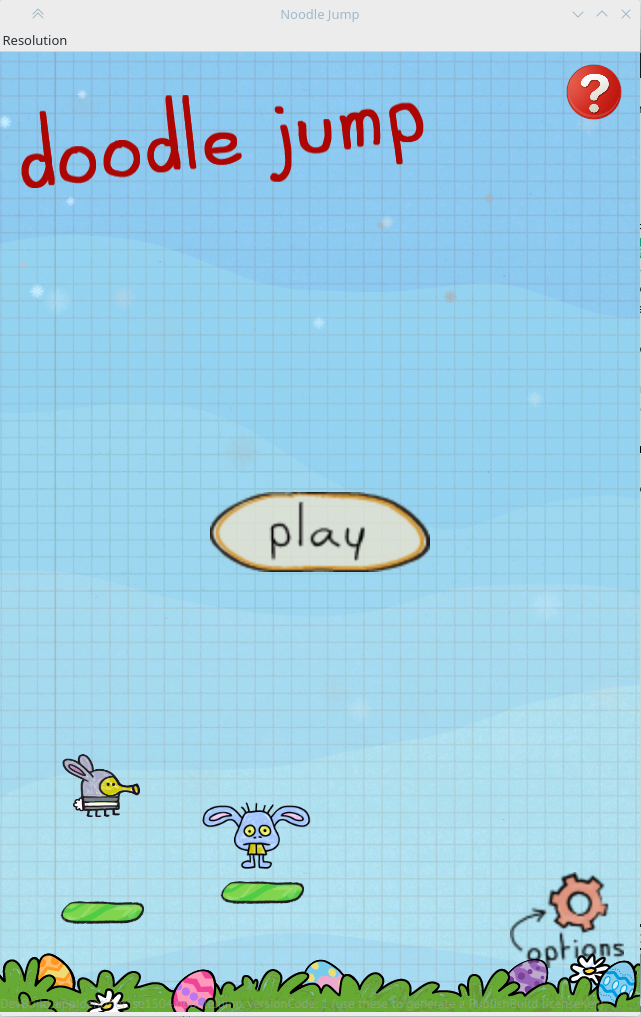 Noodle Jump
Resolution
?
doodle jump
play
options